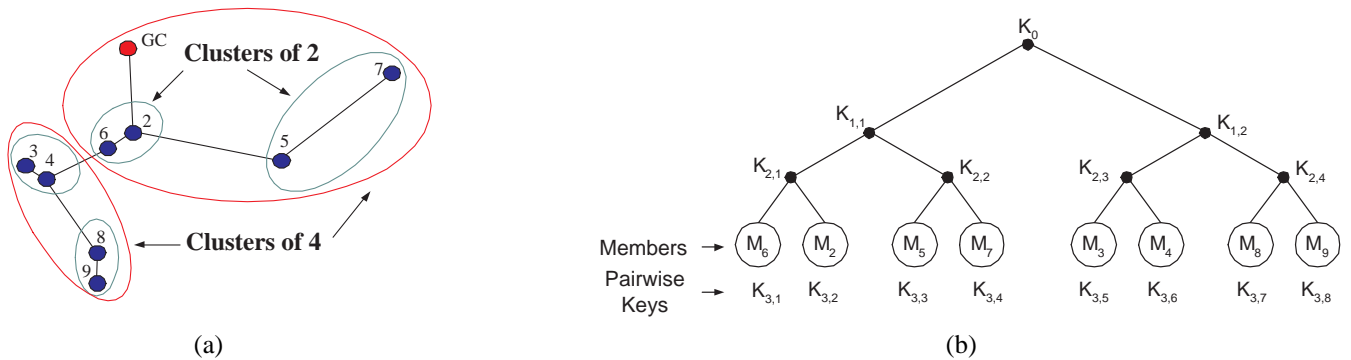 GC
Clusters of 2
7
2
6
5
3
4
8
Clusters of 4
9
(a)
K0
K1,1
K1,2
K2,1
K2,2
K2,3
K2,4
Members
M6 M2 M5 M7 M3 M4 M8 M9
Pairwise
Keys
K3,1 K3,2 K3,3 K3,4 K3,5 K3,6 K3,7 K3,8
(b)